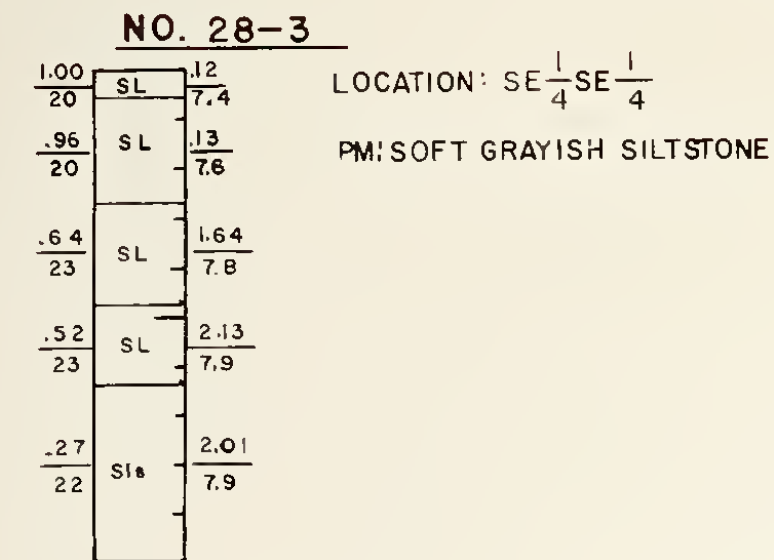 NO. 28-3
LOCATION: SE 1/4 SE 1/4
PM: SOFT GRAYISH SILTSTONE
1.00 SL .12
20 7.4
.96 SL .13
20 7.6
.64 SL 1.64
23 7.8
.52 SL 2.13
23 7.9
.27 Sls 2.01
22 7.9